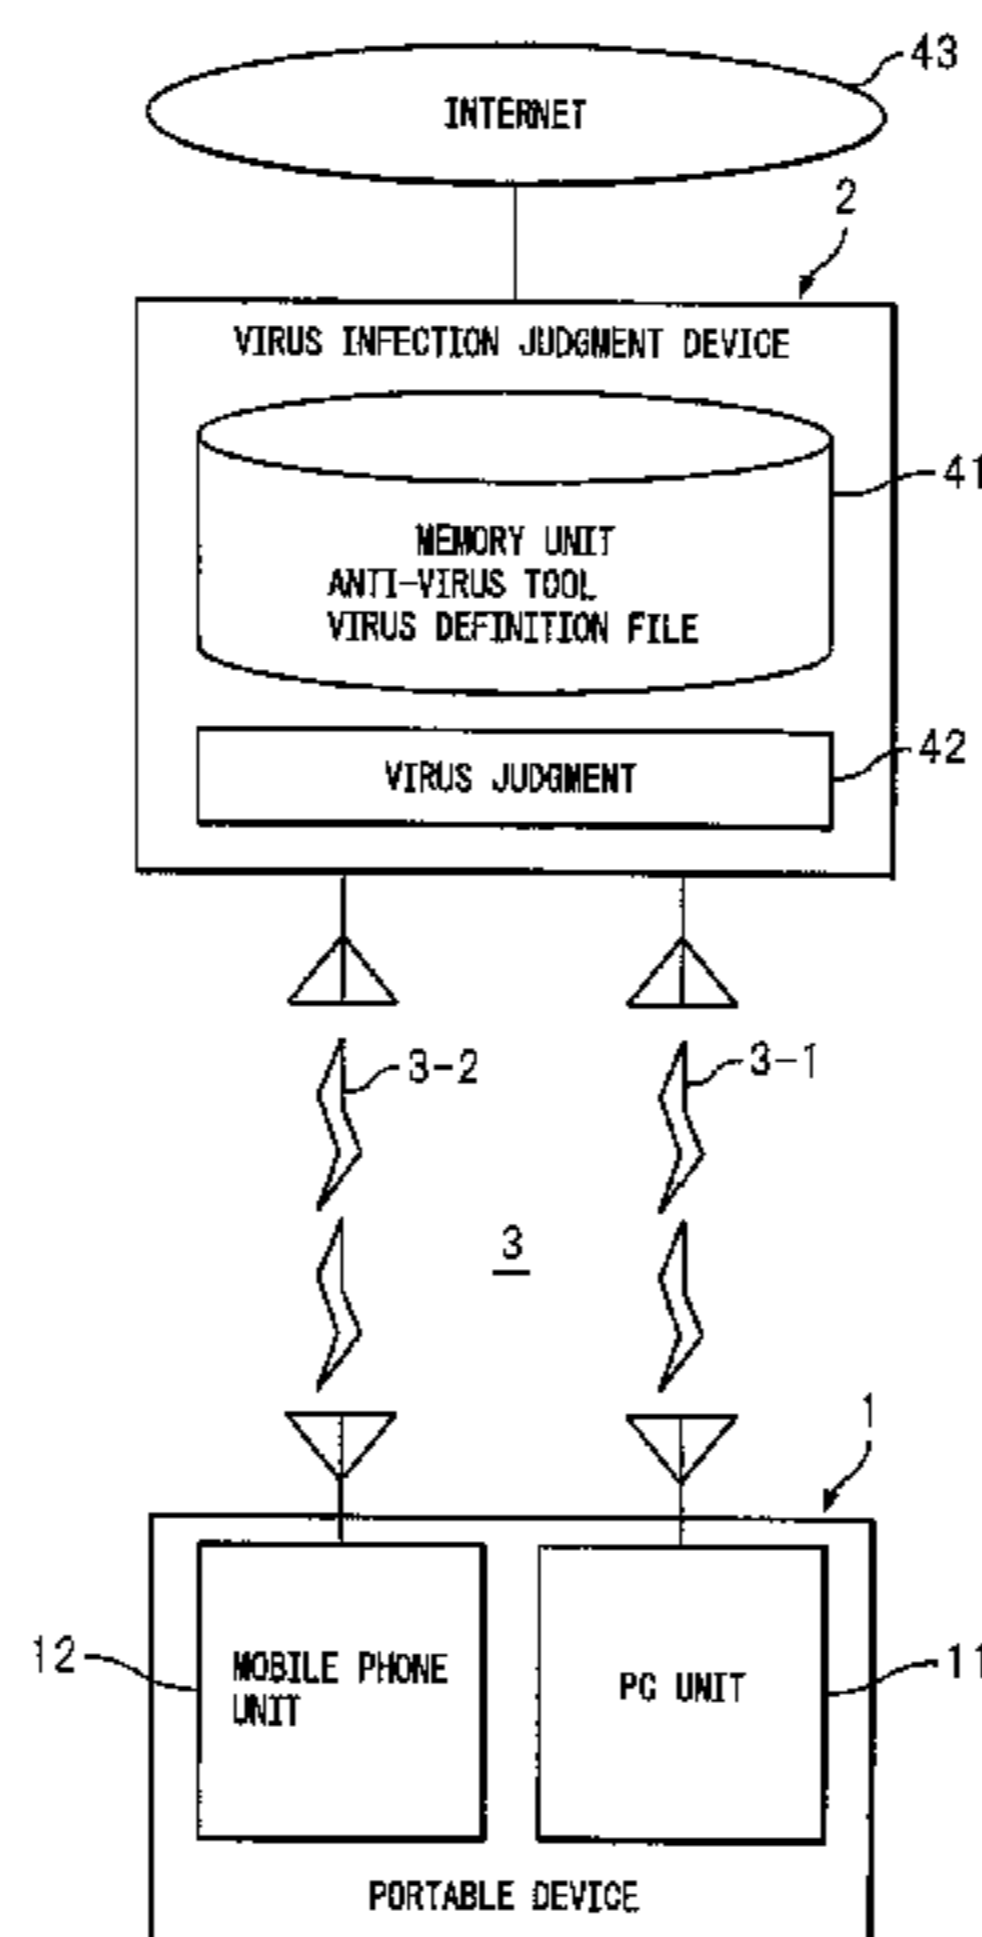 43
INTERNET
2
VIRUS INFECTION JUDGMENT DEVICE
41
MEMORY UNIT
ANTI-VIRUS TOOL
VIRUS DEFINITION FILE
42
VIRUS JUDGMENT
3-2
3-1
3
1
12
MOBILE PHONE
UNIT
PC UNIT
11
PORTABLE DEVICE